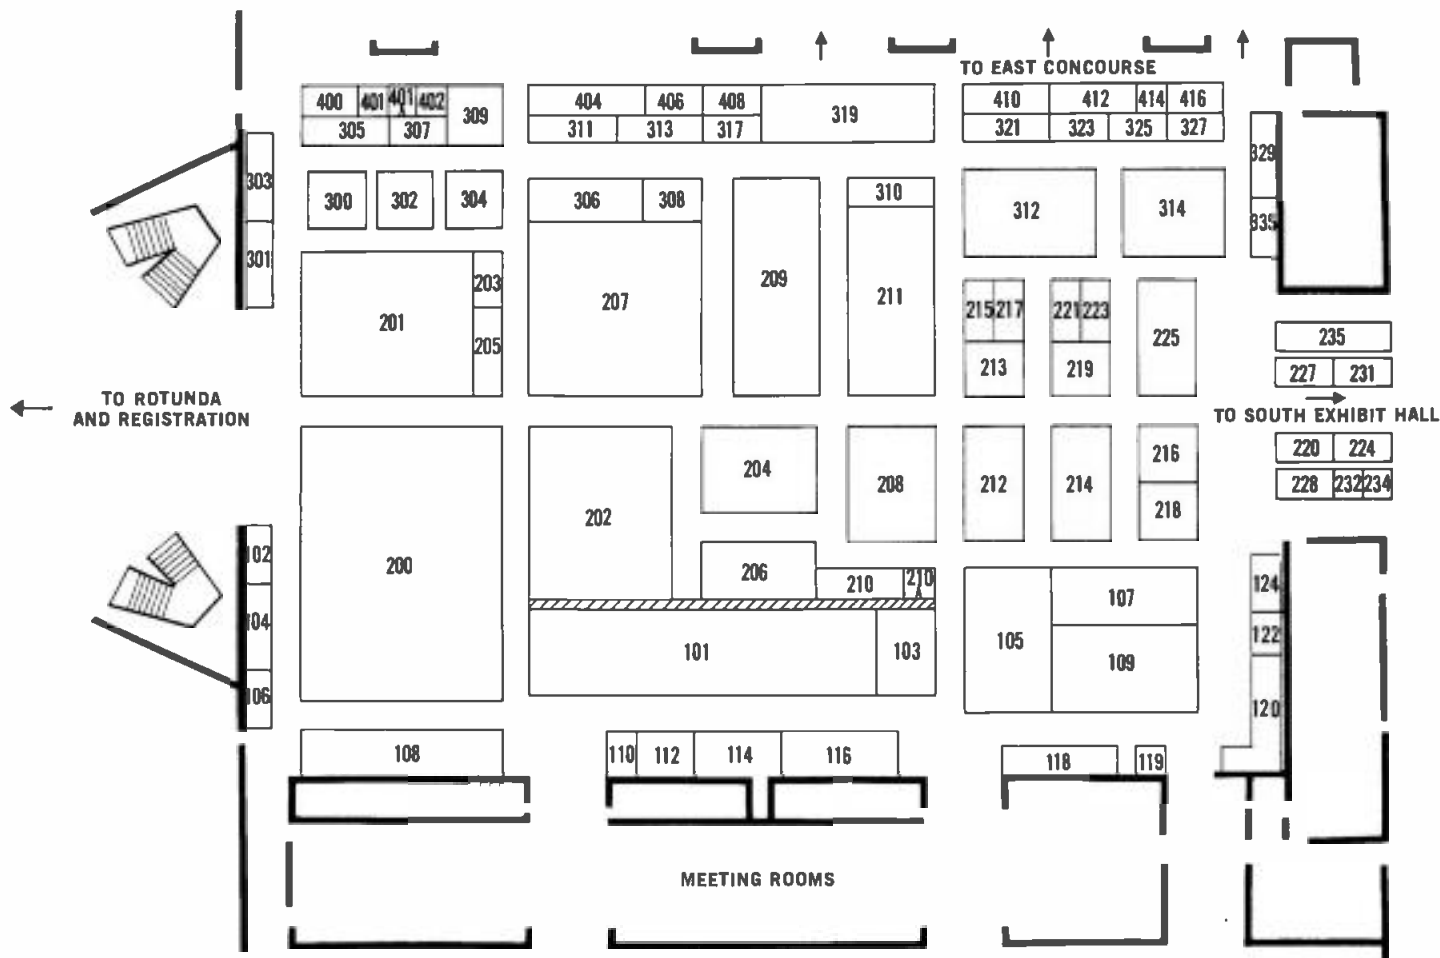 TO EAST CONCOURSE
400 401 401 A 402 309 404 406 408 319 410 412 414 416
305 307 311 313 317 321 323 325 327
329
303 300 302 304 306 308 209 310 312 314 335
301 201 203 205 207 211 215 217 221 223 225
213 219
235
227 231
TO ROTUNDA
AND REGISTRATION
TO SOUTH EXHIBIT HALL
220 224
228 232 234
200 202 204 208 212 214 216
218
102 206 210 210 A 107 124
104 101 103 105 109 122
106 120
108 110 112 114 116 118 119
MEETING ROOMS